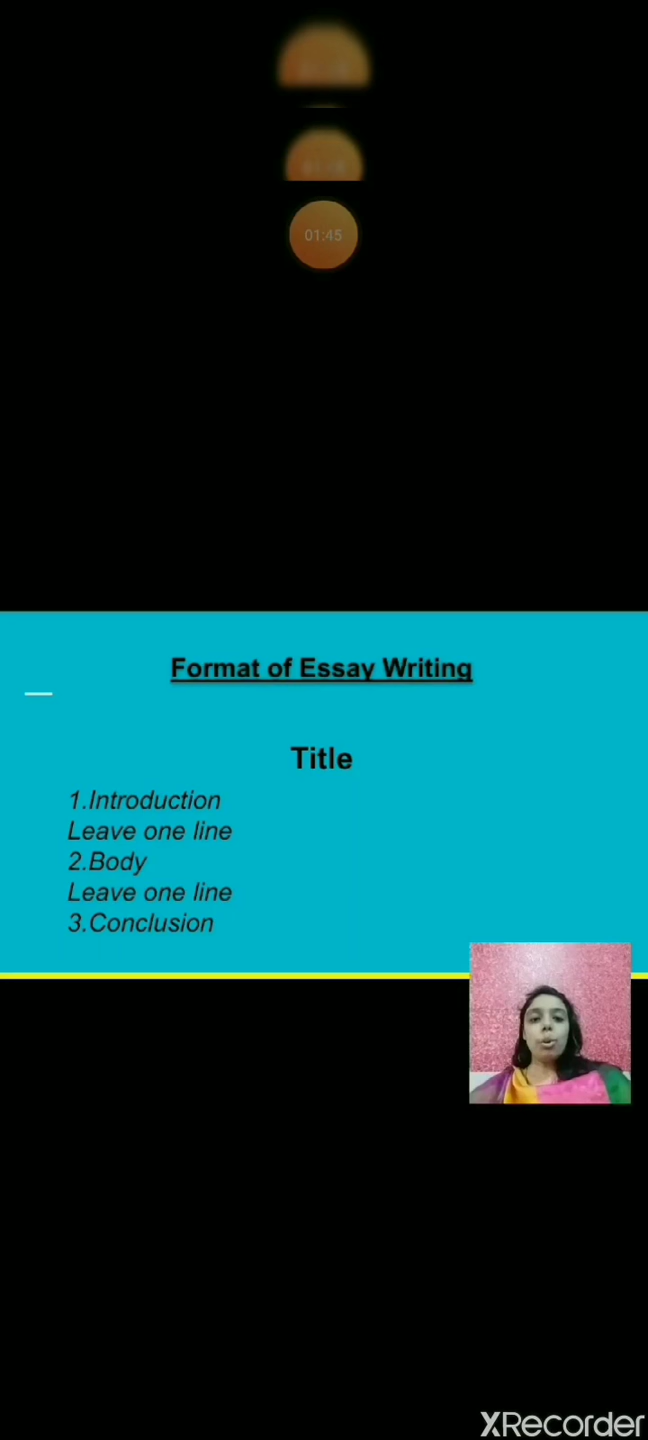 01:45
Format of Essay Writing
Title
1.Introduction
Leave one line
2.Body
Leave one line
3.Conclusion
XRecorder